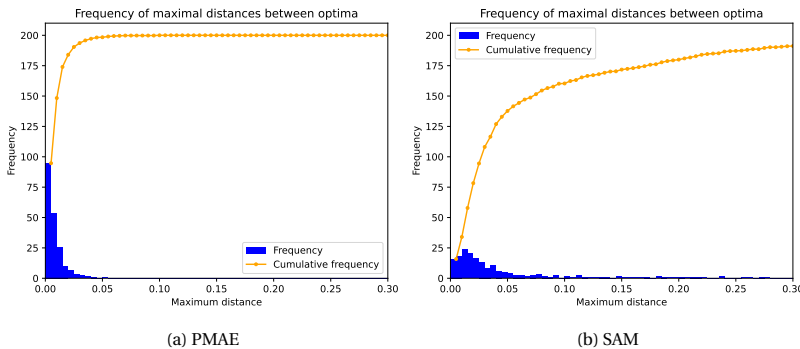 Frequency of maximal distances between optima
200
175
150
125
100
75
50
25
0
Frequency
Frequency
Cumulative frequency
0.00 0.05 0.10 0.15 0.20 0.25 0.30
Maximum distance
(a) PMAE
Frequency of maximal distances between optima
200
175
150
125
100
75
50
25
0
Frequency
Frequency
Cumulative frequency
0.00 0.05 0.10 0.15 0.20 0.25 0.30
Maximum distance
(b) SAM